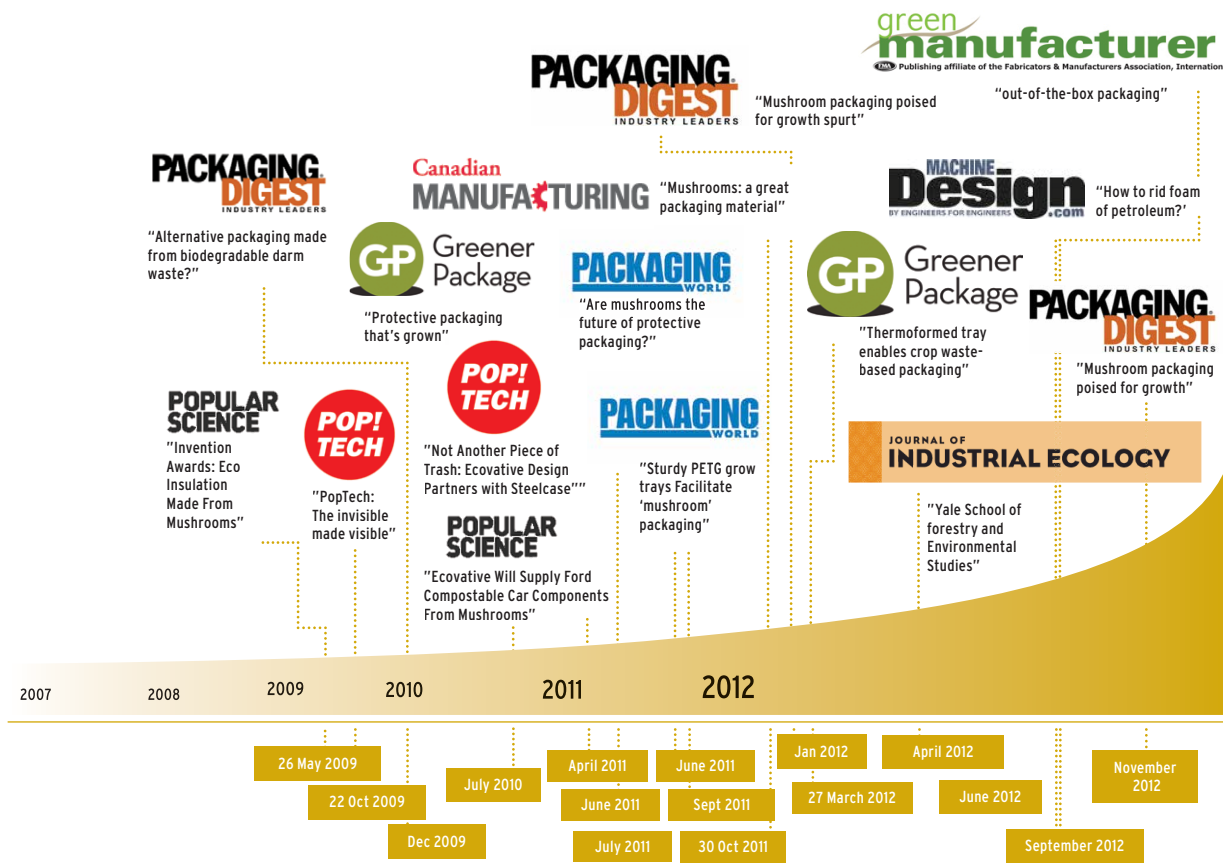 green
manufacturer
FMA Publishing affiliate of the Fabricators & Manufacturers Association, Internation
“out-of-the-box packaging”
PACKAGING
DIGEST
INDUSTRY LEADERS
“Mushroom packaging poised
for growth spurt”
PACKAGING
DIGEST
INDUSTRY LEADERS
“Alternative packaging made
from biodegradable darm
waste?”
Canadian
MANUFACTURING
“Mushrooms: a great
packaging material”
MACHINE
Design
.com
BY ENGINEERS FOR ENGINEERS
“How to rid foam
of petroleum?’
GP
Greener
Package
“Protective packaging
that’s grown”
PACKAGING
WORLD
“Are mushrooms the
future of protective
packaging?”
GP
Greener
Package
”Thermoformed tray
enables crop waste-
based packaging”
PACKAGING
DIGEST
INDUSTRY LEADERS
”Mushroom packaging
poised for growth”
POPULAR
SCIENCE
”Invention
Awards: Eco
Insulation
Made From
Mushrooms”
POP!
TECH
”PopTech:
The invisible
made visible”
POP!
TECH
”Not Another Piece of
Trash: Ecovative Design
Partners with Steelcase””
POPULAR
SCIENCE
”Ecovative Will Supply Ford
Compostable Car Components
From Mushrooms”
PACKAGING
WORLD
”Sturdy PETG grow
trays Facilitate
‘mushroom’
packaging”
JOURNAL OF
INDUSTRIAL ECOLOGY
”Yale School of
forestry and
Environmental
Studies”
2007
2008
2009
2010
2011
2012
26 May 2009
22 Oct 2009
Dec 2009
July 2010
April 2011
June 2011
July 2011
June 2011
Sept 2011
30 Oct 2011
Jan 2012
27 March 2012
April 2012
June 2012
September 2012
November
2012